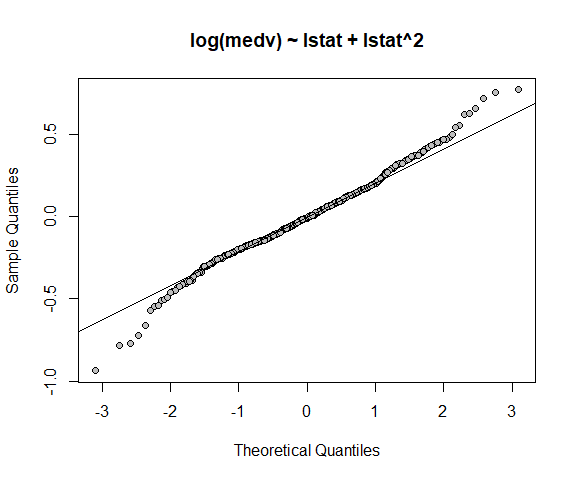 log(medv) ~ lstat + lstat^2
Sample Quantiles
0.5
0.0
-0.5
-1.0
-3 -2 -1 0 1 2 3
Theoretical Quantiles